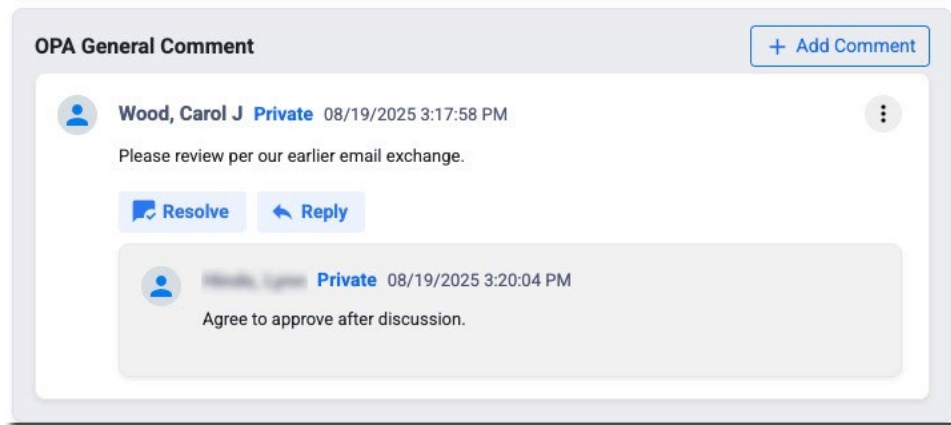 OPA General Comment
+ Add Comment
Wood, Carol J Private 08/19/2025 3:17:58 PM
Please review per our earlier email exchange.
Resolve Reply
Private 08/19/2025 3:20:04 PM
Agree to approve after discussion.